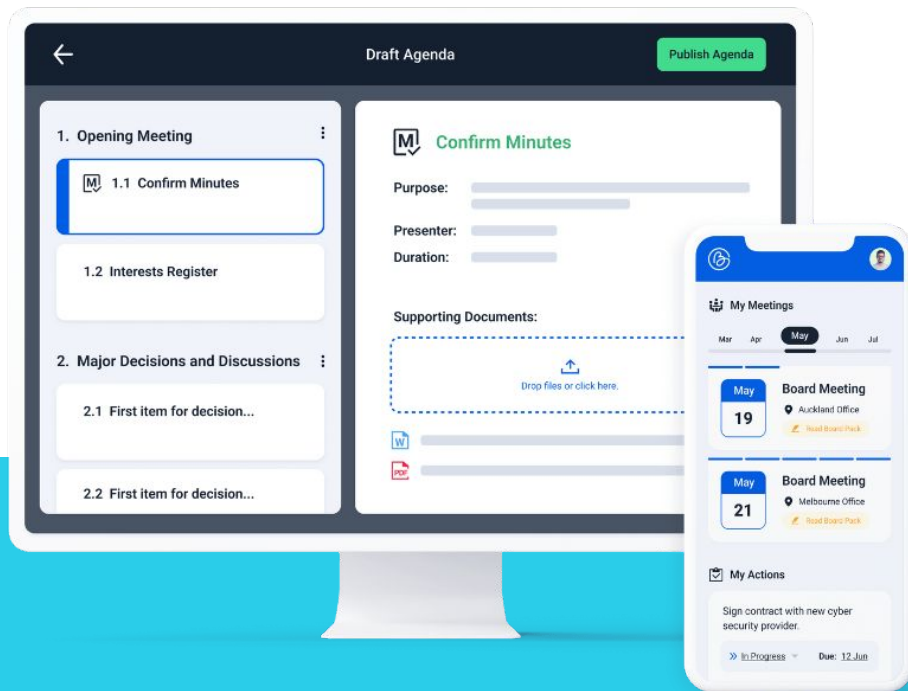 Draft Agenda
Publish Agenda
1. Opening Meeting
M 1.1 Confirm Minutes
1.2 Interests Register
2. Major Decisions and Discussions
2.1 First item for decision...
2.2 First item for decision...
M Confirm Minutes
Purpose:
Presenter:
Duration:
Supporting Documents:
Drop files or click here.
W
PDF
My Meetings
Mar Apr May Jun Jul
May
19
Board Meeting
Auckland Office
Read Board Pack
May
21
Board Meeting
Melbourne Office
Read Board Pack
My Actions
Sign contract with new cyber
security provider.
In Progress Due: 12 Jun